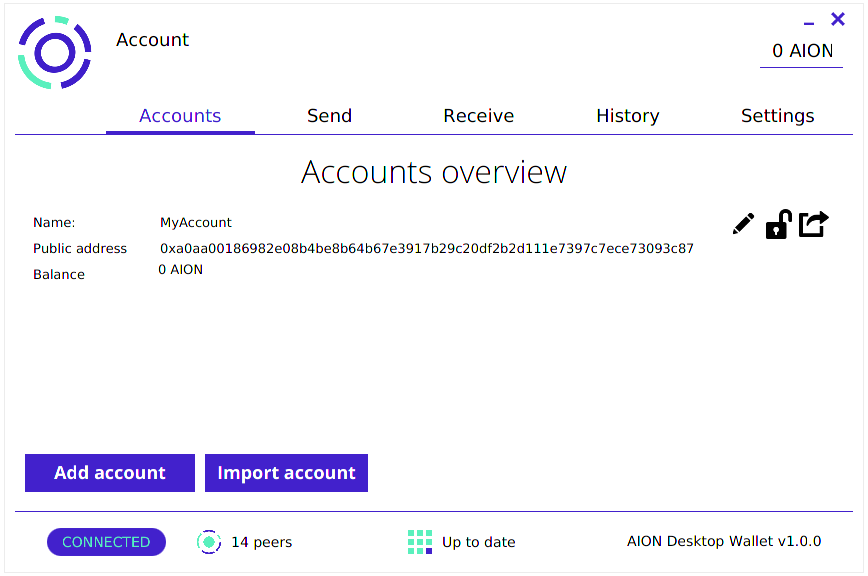 Account
0 AION
Accounts Send Receive History Settings
Accounts overview
Name: MyAccount
Public address 0xa0aa00186982e08b4be8b64b67e3917b29c20df2b2d111e7397c7ece73093c87
Balance 0 AION
Add account Import account
CONNECTED 14 peers Up to date AION Desktop Wallet v1.0.0